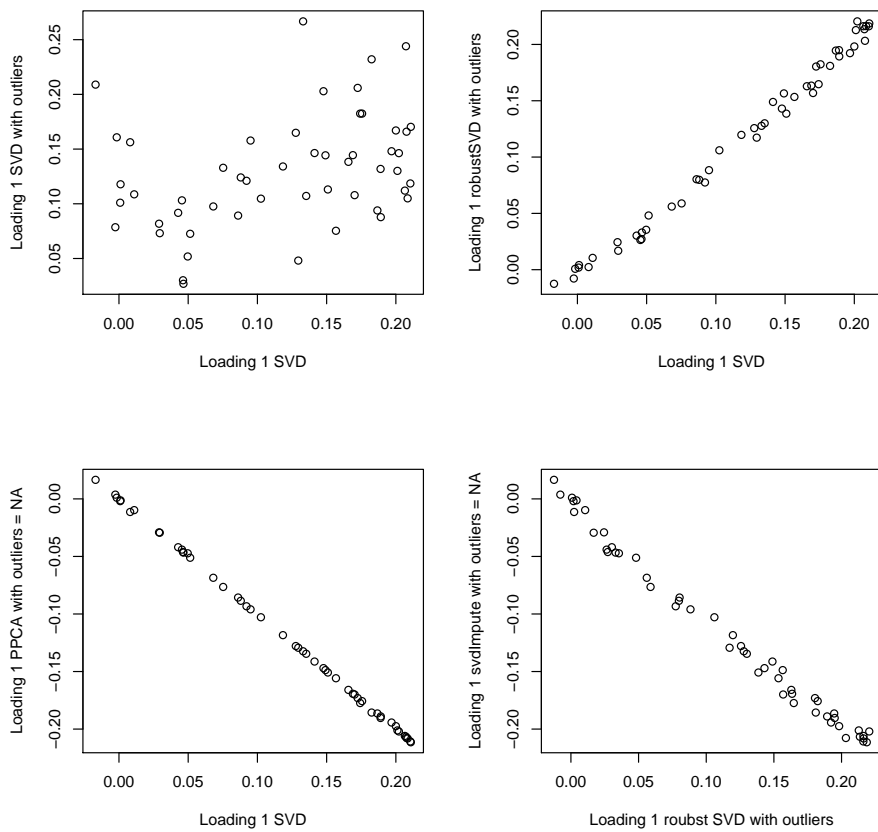 0.05 0.10 0.15 0.20 0.25
Loading 1 SVD with outliers
0.00 0.05 0.10 0.15 0.20
Loading 1 SVD
0.00 0.05 0.10 0.15 0.20
Loading 1 robustSVD with outliers
0.00 0.05 0.10 0.15 0.20
Loading 1 SVD
−0.20 −0.15 −0.10 −0.05 0.00
Loading 1 PPCA with outliers = NA
0.00 0.05 0.10 0.15 0.20
Loading 1 SVD
−0.20 −0.15 −0.10 −0.05 0.00
Loading 1 svdImpute with outliers = NA
0.00 0.05 0.10 0.15 0.20
Loading 1 roubst SVD with outliers